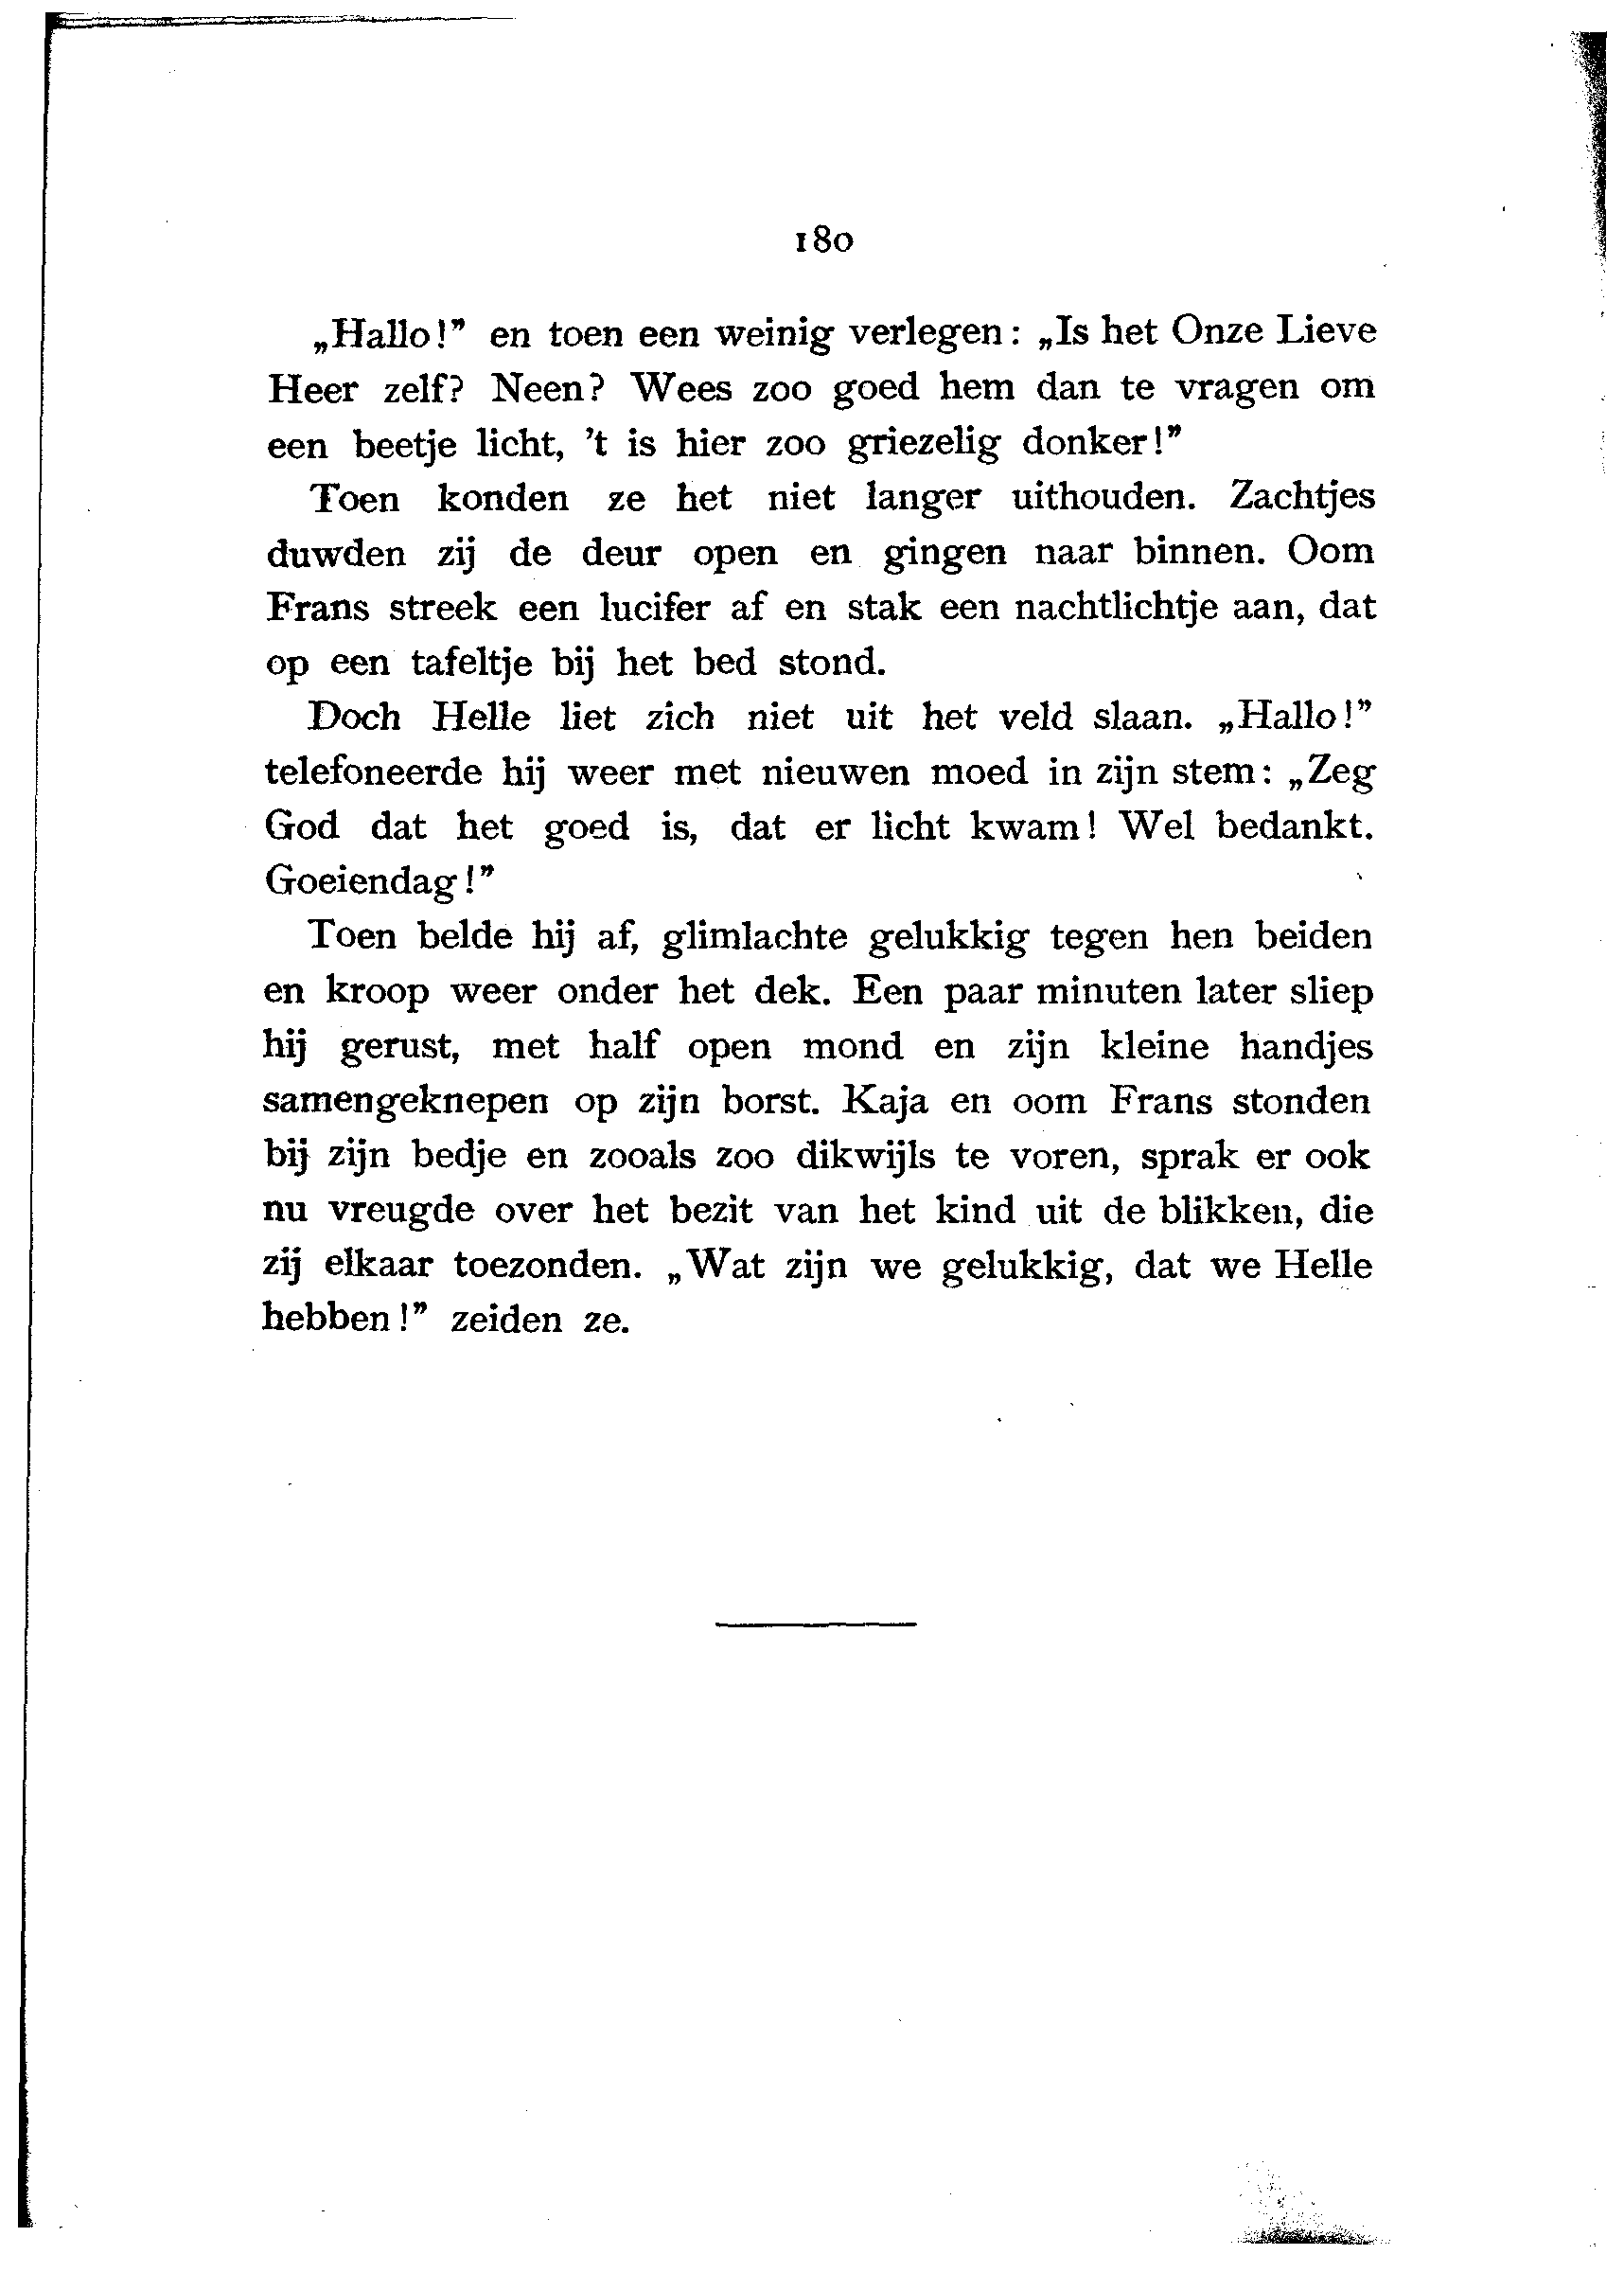 180
„Hallo!” en toen een weinig verlegen: „Is het Onze Lieve
Heer zelf? Neen? Wees zoo goed hem dan te vragen om
een beetje licht, ’t is hier zoo griezelig donker!”
Toen konden ze het niet langer uithouden. Zachtjes
duwden zij de deur open en gingen naar binnen. Oom
Frans streek een lucifer af en stak een nachtlichtje aan, dat
op een tafeltje bij het bed stond.
Doch Helle liet zich niet uit het veld slaan. „Hallo!”
telefoneerde hij weer met nieuwen moed in zijn stem: „Zeg
God dat het goed is, dat er licht kwam! Wel bedankt.
Goeiendag!”
Toen belde hij af, glimlachte gelukkig tegen hen beiden
en kroop weer onder het dek. Een paar minuten later sliep
hij gerust, met half open mond en zijn kleine handjes
samengeknepen op zijn borst. Kaja en oom Frans stonden
bij zijn bedje en zooals zoo dikwijls te voren, sprak er ook
nu vreugde over het bezit van het kind uit de blikken, die
zij elkaar toezonden. „Wat zijn we gelukkig, dat we Helle
hebben!” zeiden ze.